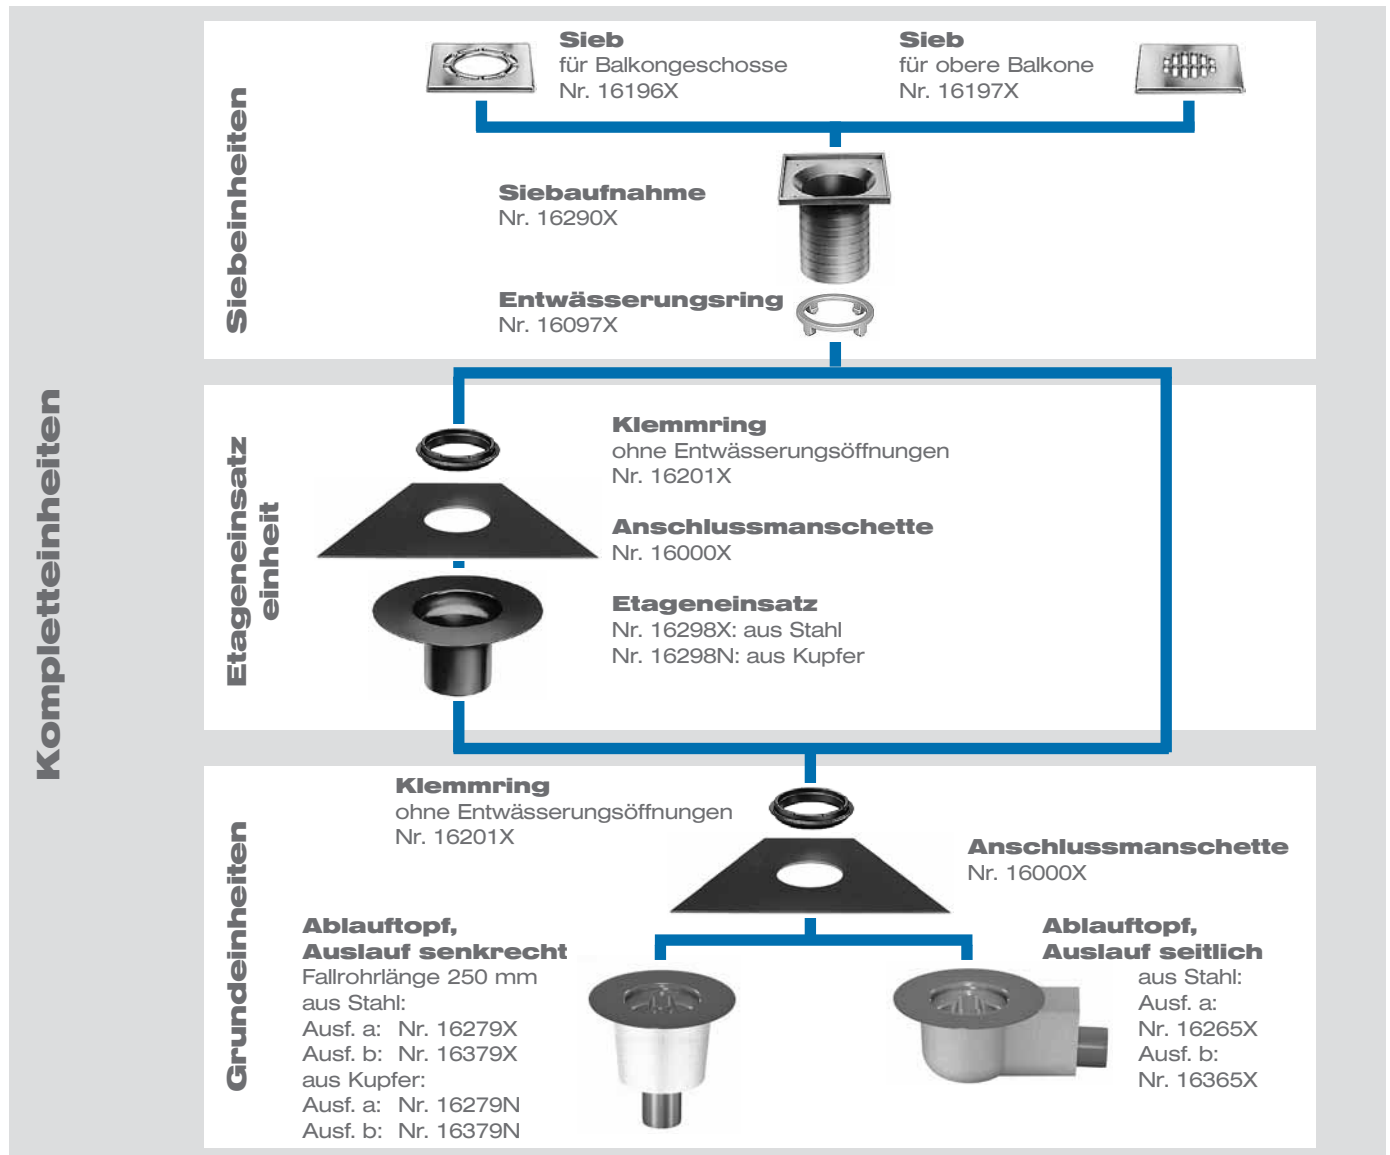 Kompletteinheiten
Siebeinheiten
Sieb
für Balkongeschosse
Nr. 16196X
Sieb
für obere Balkone
Nr. 16197X
Siebaufnahme
Nr. 16290X
Entwässerungsring
Nr. 16097X
Etageneinsatz
einheit
Klemmring
ohne Entwässerungsöffnungen
Nr. 16201X
Anschlussmanschette
Nr. 16000X
Etageneinsatz
Nr. 16298X: aus Stahl
Nr. 16298N: aus Kupfer
Grundeinheiten
Klemmring
ohne Entwässerungsöffnungen
Nr. 16201X
Anschlussmanschette
Nr. 16000X
Ablauftopf,
Auslauf senkrecht
Fallrohrlänge 250 mm
aus Stahl:
Ausf. a: Nr. 16279X
Ausf. b: Nr. 16379X
aus Kupfer:
Ausf. a: Nr. 16279N
Ausf. b: Nr. 16379N
Ablauftopf,
Auslauf seitlich
aus Stahl:
Ausf. a:
Nr. 16265X
Ausf. b:
Nr. 16365X